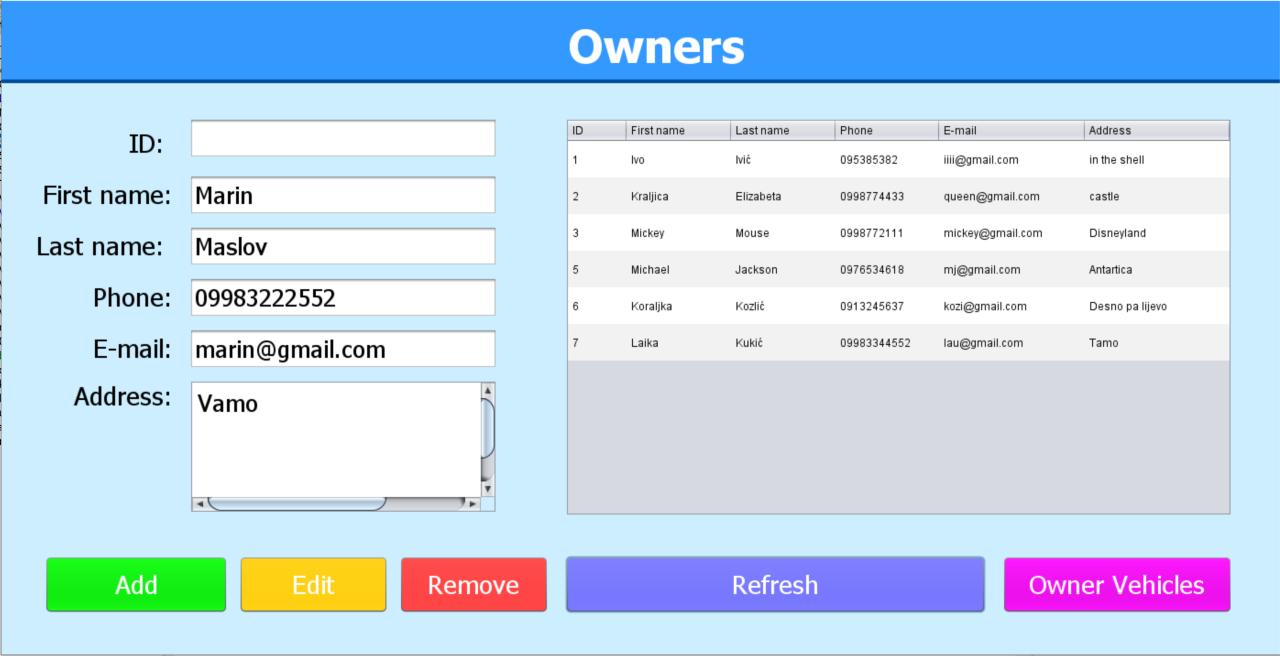 Owners
ID:
First name: Marin
Last name: Maslov
Phone: 09983222552
E-mail: marin@gmail.com
Address: Vamo
ID First name Last name Phone E-mail Address
1 Ivo Ivić 095385382 iiii@gmail.com in the shell
2 Kraljica Elizabeta 0998774433 queen@gmail.com castle
3 Mickey Mouse 0998772111 mickey@gmail.com Disneyland
5 Michael Jackson 0976534618 mj@gmail.com Antartica
6 Koraljka Kozlić 0913245637 kozi@gmail.com Desno pa lijevo
7 Laika Kukić 09983344552 lau@gmail.com Tamo
Add Edit Remove Refresh Owner Vehicles